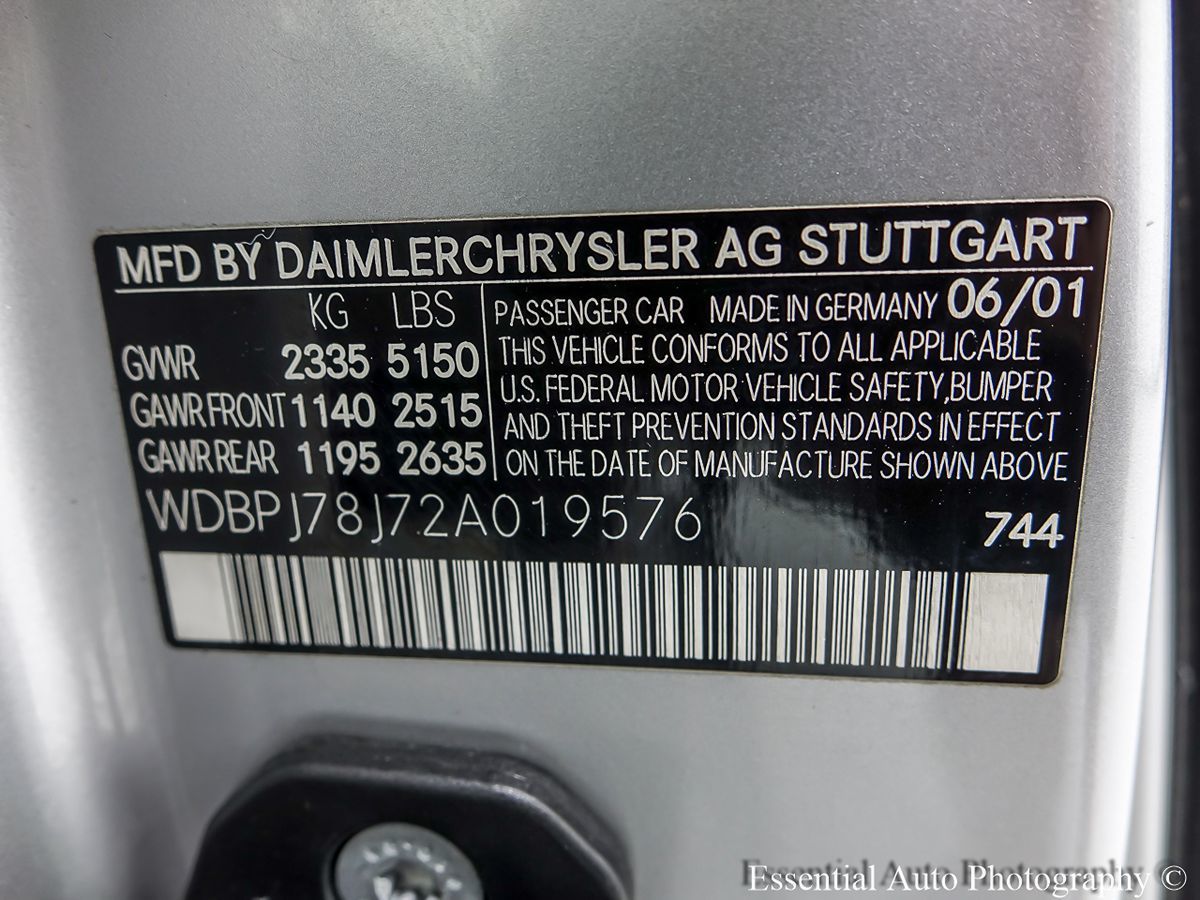 MFD BY DAIMLERCHRYSLER AG STUTTGART
KG LBS
GVWR 2335 5150
GAWR FRONT 1140 2515
GAWR REAR 1195 2635
PASSENGER CAR MADE IN GERMANY 06/01
THIS VEHICLE CONFORMS TO ALL APPLICABLE
U.S. FEDERAL MOTOR VEHICLE SAFETY,BUMPER
AND THEFT PREVENTION STANDARDS IN EFFECT
ON THE DATE OF MANUFACTURE SHOWN ABOVE
WDBPJ78J72A019576
744
Essential Auto Photography ©